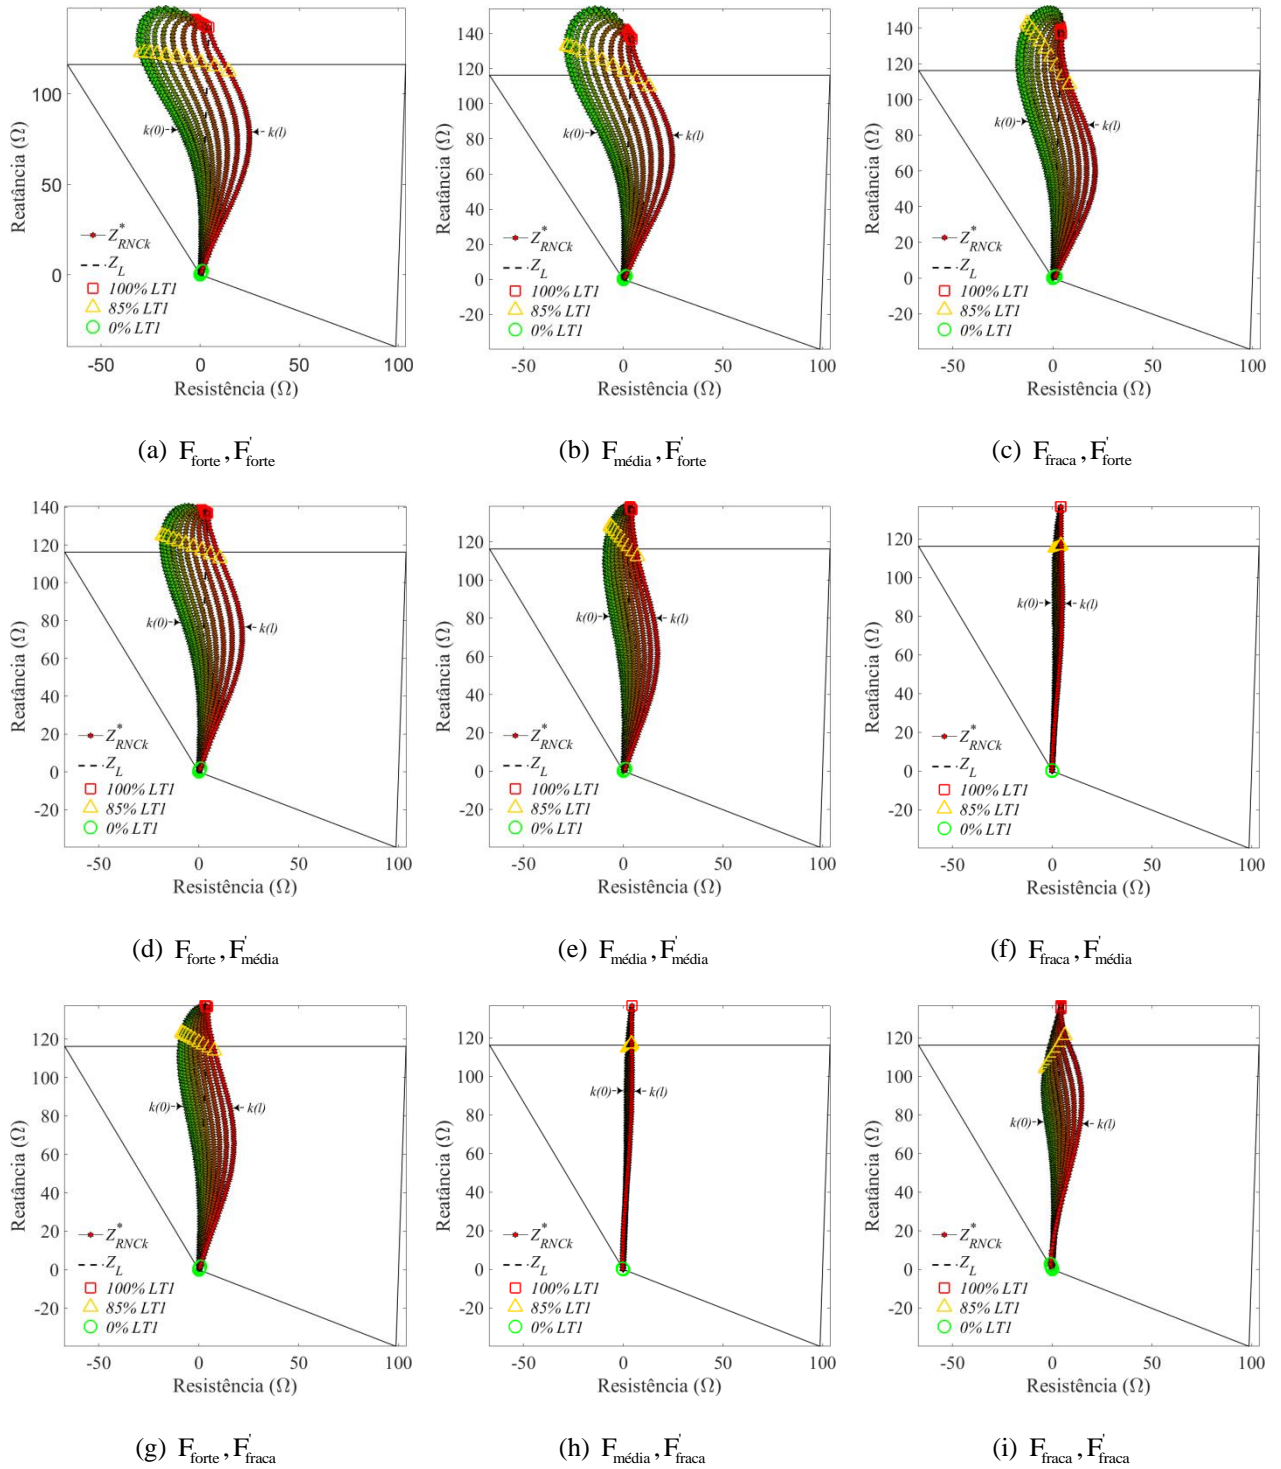 Reatância (Ω)
100
50
0
k(0)
k(l)
Z*RNCk
ZL
100% LT1
85% LT1
0% LT1
-50 0 50 100
Resistência (Ω)
(a) Fforte, F'forte
Reatância (Ω)
140
120
100
80
60
40
20
0
-20
k(0)
k(l)
Z*RNCk
ZL
100% LT1
85% LT1
0% LT1
-50 0 50 100
Resistência (Ω)
(b) Fmédia, F'forte
Reatância (Ω)
140
120
100
80
60
40
20
0
-20
k(0)
k(l)
Z*RNCk
ZL
100% LT1
85% LT1
0% LT1
-50 0 50 100
Resistência (Ω)
(c) Ffraca, F'forte
Reatância (Ω)
140
120
100
80
60
40
20
0
-20
k(0)
k(l)
Z*RNCk
ZL
100% LT1
85% LT1
0% LT1
-50 0 50 100
Resistência (Ω)
(d) Fforte, F'média
Reatância (Ω)
120
100
80
60
40
20
0
-20
k(0)
k(l)
Z*RNCk
ZL
100% LT1
85% LT1
0% LT1
-50 0 50 100
Resistência (Ω)
(e) Fmédia, F'média
Reatância (Ω)
120
100
80
60
40
20
0
-20
k(0)
k(l)
Z*RNCk
ZL
100% LT1
85% LT1
0% LT1
-50 0 50 100
Resistência (Ω)
(f) Ffraca, F'média
Reatância (Ω)
120
100
80
60
40
20
0
-20
k(0)
k(l)
Z*RNCk
ZL
100% LT1
85% LT1
0% LT1
-50 0 50 100
Resistência (Ω)
(g) Fforte, F'fraca
Reatância (Ω)
120
100
80
60
40
20
0
-20
k(0)
k(l)
Z*RNCk
ZL
100% LT1
85% LT1
0% LT1
-50 0 50 100
Resistência (Ω)
(h) Fmédia, F'fraca
Reatância (Ω)
120
100
80
60
40
20
0
-20
k(0)
k(l)
Z*RNCk
ZL
100% LT1
85% LT1
0% LT1
-50 0 50 100
Resistência (Ω)
(i) Ffraca, F'fraca